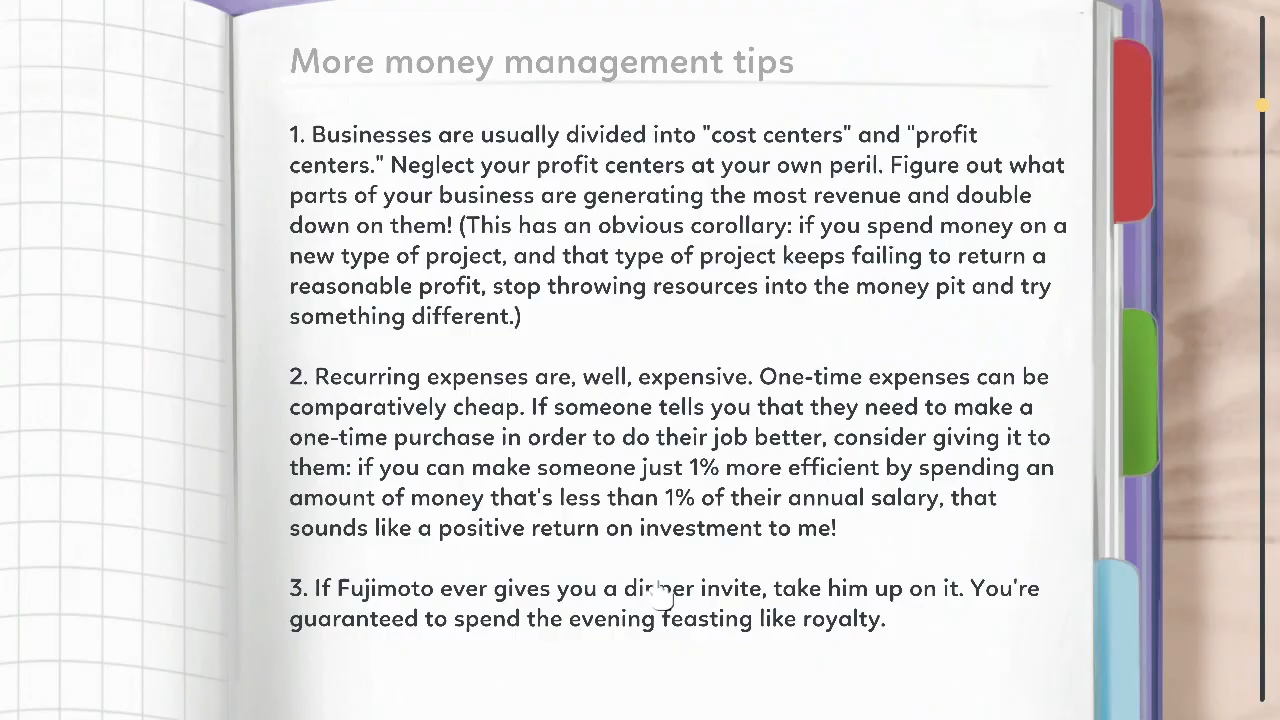 More money management tips
1. Businesses are usually divided into "cost centers" and "profit
centers." Neglect your profit centers at your own peril. Figure out what
parts of your business are generating the most revenue and double
down on them! (This has an obvious corollary: if you spend money on a
new type of project, and that type of project keeps failing to return a
reasonable profit, stop throwing resources into the money pit and try
something different.)
2. Recurring expenses are, well, expensive. One-time expenses can be
comparatively cheap. If someone tells you that they need to make a
one-time purchase in order to do their job better, consider giving it to
them: if you can make someone just 1% more efficient by spending an
amount of money that's less than 1% of their annual salary, that
sounds like a positive return on investment to me!
3. If Fujimoto ever gives you a dinner invite, take him up on it. You're
guaranteed to spend the evening feasting like royalty.